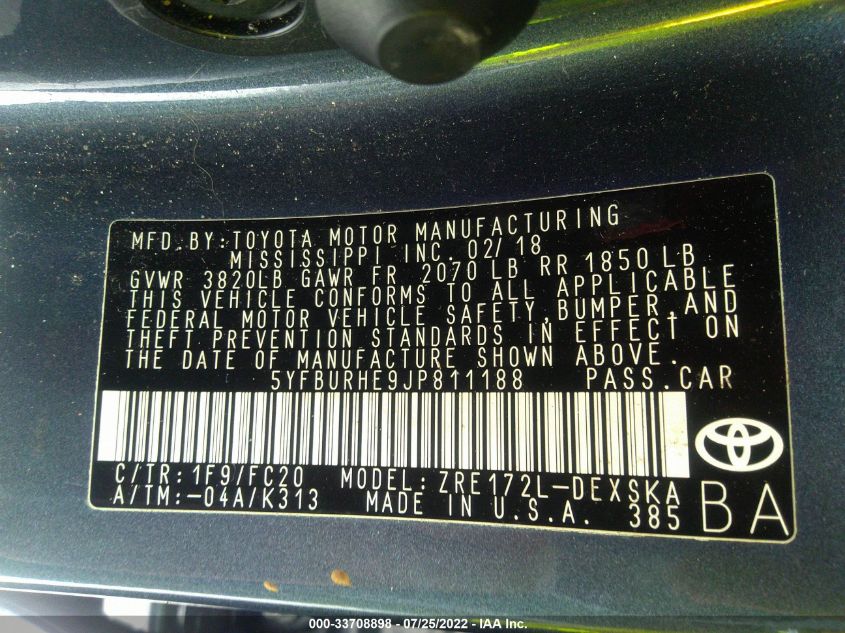 MFD.BY:TOYOTA MOTOR MANUFACTURING
MISSISSIPPI INC. 02/18
GVWR 3820LB GAWR FR 2070 LB RR 1850 LB
THIS VEHICLE CONFORMS TO ALL APPLICABLE
FEDERAL MOTOR VEHICLE SAFETY,BUMPER,AND
THEFT PREVENTION STANDARDS IN EFFECT ON
THE DATE OF MANUFACTURE SHOWN ABOVE.
5YFBURHE9JP811188 PASS.CAR
C/TR:1F9/FC20 MODEL:ZRE172L-DEXSKA
A/TM:-04A/K313 MADE IN U.S.A. 385 BA
000-33708898 - 07/25/2022 - IAA Inc.